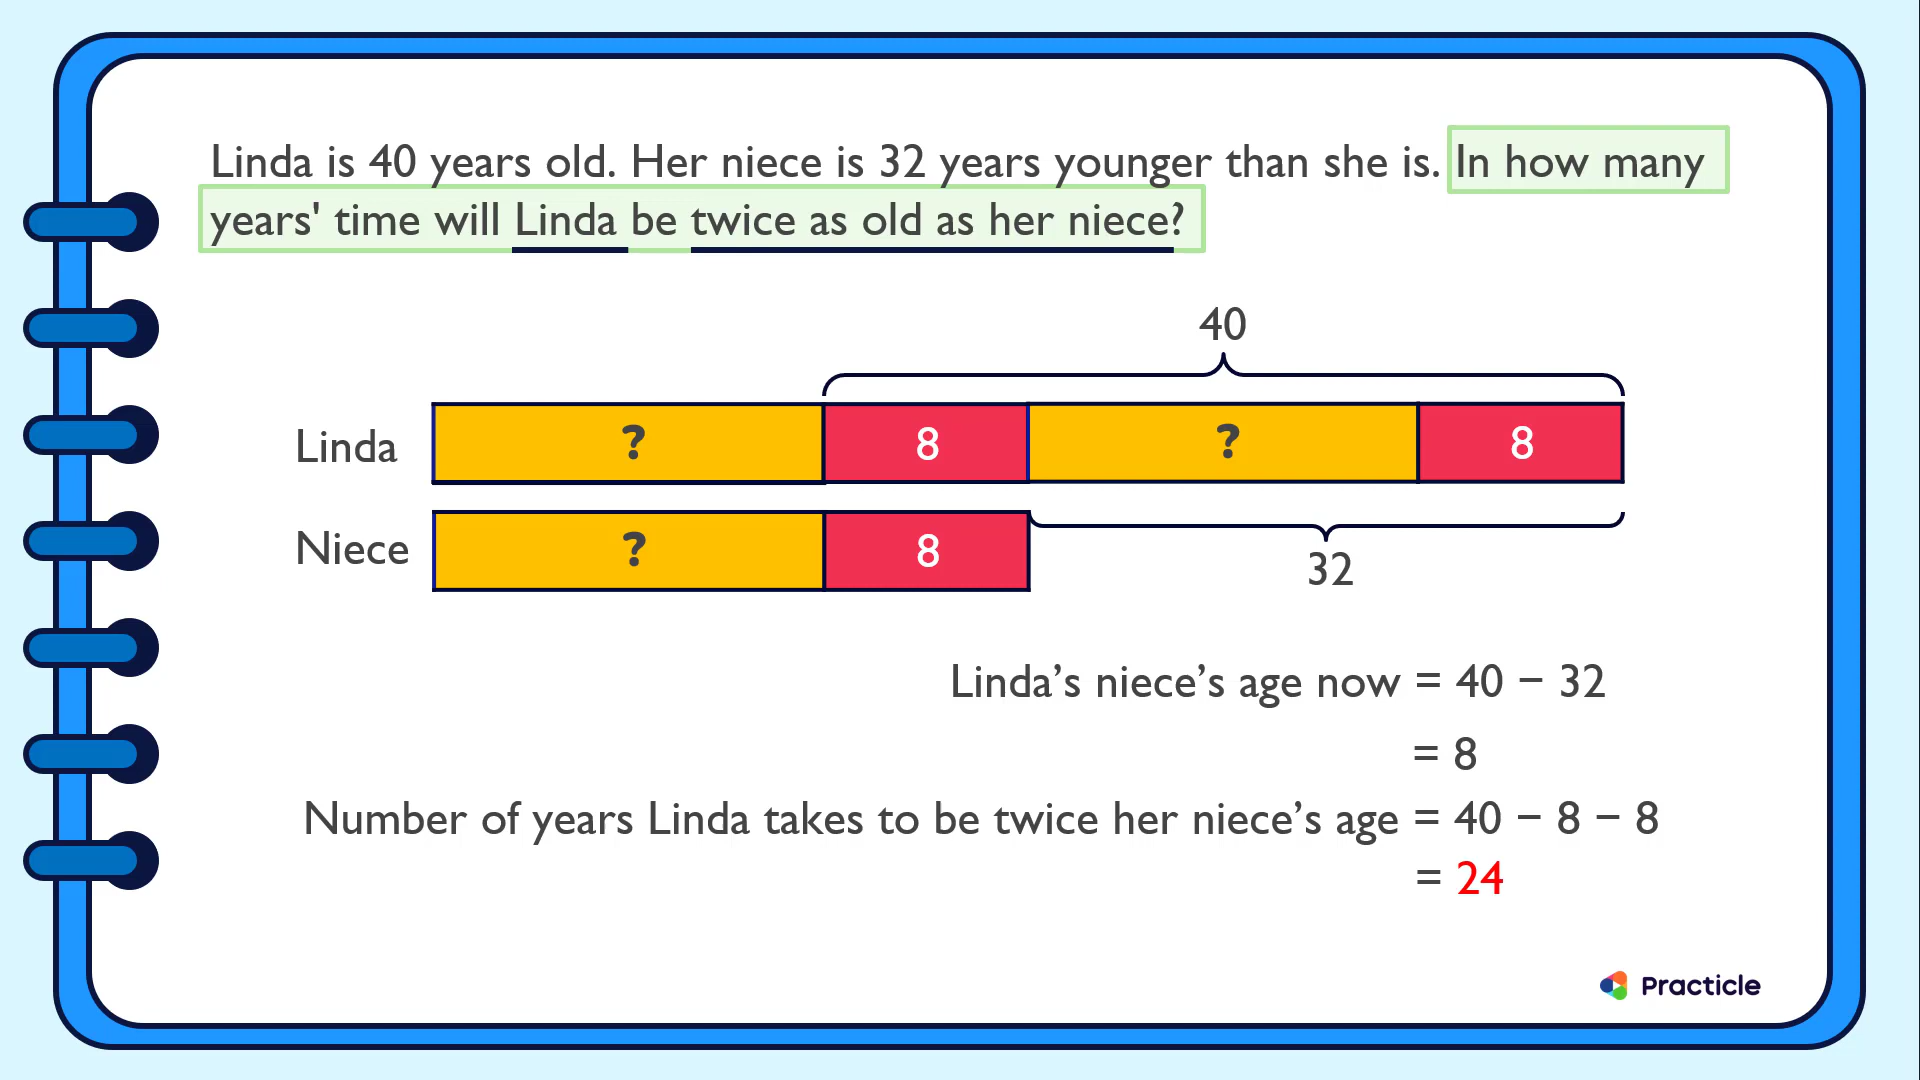 Linda is 40 years old. Her niece is 32 years younger than she is. In how many
years' time will Linda be twice as old as her niece?
40
Linda ? 8 ? 8
Niece ? 8
32
Linda’s niece’s age now = 40 − 32
= 8
Number of years Linda takes to be twice her niece’s age = 40 − 8 − 8
= 24
Practicle